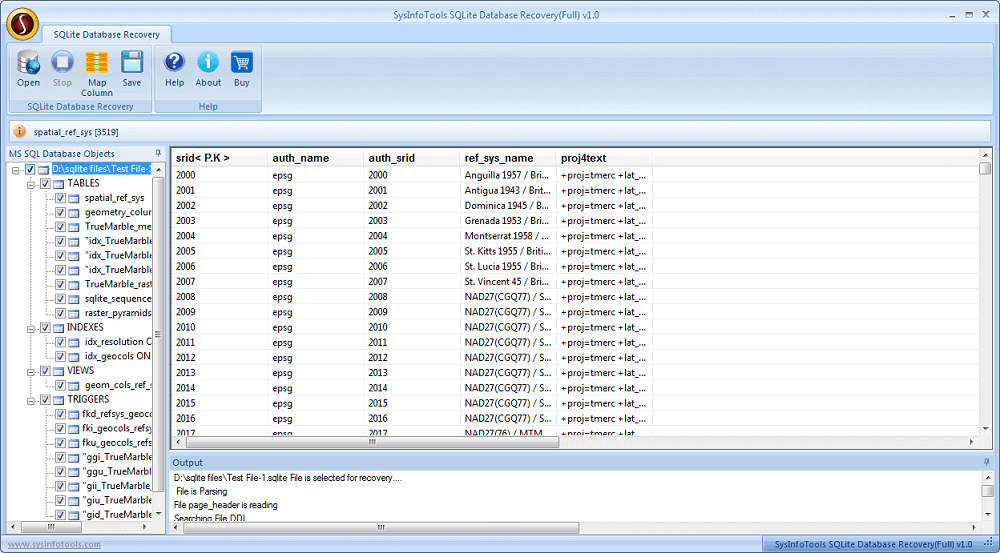 SysInfoTools SQLite Database Recovery(Full) v1.0
SQLite Database Recovery
Open Stop Map Column Save Help About Buy
SQLite Database Recovery Help
spatial_ref_sys [3519]
MS SQL Database Objects
D:\sqlite files\Test File-1
TABLES
spatial_ref_sys
geometry_colum
TrueMarble_me
"idx_TrueMarble
"idx_TrueMarble
"idx_TrueMarble
TrueMarble_rast
sqlite_sequence
raster_pyramids
INDEXES
idx_resolution O
idx_geocols ON
VIEWS
geom_cols_ref_s
TRIGGERS
fkd_refsys_geoco
fki_geocols_refsy
fku_geocols_refs
"ggi_TrueMarble
"ggu_TrueMarble
"gii_TrueMarble
"giu_TrueMarble
"gid_TrueMarble
srid< P.K > auth_name auth_srid ref_sys_name proj4text
2000 epsg 2000 Anguilla 1957 / Brit... +proj=tmerc +lat_...
2001 epsg 2001 Antigua 1943 / Brit... +proj=tmerc +lat_...
2002 epsg 2002 Dominica 1945 / Bri... +proj=tmerc +lat_...
2003 epsg 2003 Grenada 1953 / Bri... +proj=tmerc +lat_...
2004 epsg 2004 Montserrat 1958 / ... +proj=tmerc +lat_...
2005 epsg 2005 St. Kitts 1955 / Briti... +proj=tmerc +lat_...
2006 epsg 2006 St. Lucia 1955 / Brit... +proj=tmerc +lat_...
2007 epsg 2007 St. Vincent 45 / Brit... +proj=tmerc +lat_...
2008 epsg 2008 NAD27(CGQ77) / S... +proj=tmerc +lat_...
2009 epsg 2009 NAD27(CGQ77) / S... +proj=tmerc +lat_...
2010 epsg 2010 NAD27(CGQ77) / S... +proj=tmerc +lat_...
2011 epsg 2011 NAD27(CGQ77) / S... +proj=tmerc +lat_...
2012 epsg 2012 NAD27(CGQ77) / S... +proj=tmerc +lat_...
2013 epsg 2013 NAD27(CGQ77) / S... +proj=tmerc +lat_...
2014 epsg 2014 NAD27(CGQ77) / S... +proj=tmerc +lat_...
2015 epsg 2015 NAD27(CGQ77) / S... +proj=tmerc +lat_...
2016 epsg 2016 NAD27(CGQ77) / S... +proj=tmerc +lat_...
2017 epsg 2017 NAD27(76) / MTM +proj=tmerc +lat
Output
D:\sqlite files\Test File-1.sqlite File is selected for recovery....
File is Parsing
File page_header is reading
Searching File DDL
www.sysinfotools.com
SysInfoTools SQLite Database Recovery(Full) v1.0